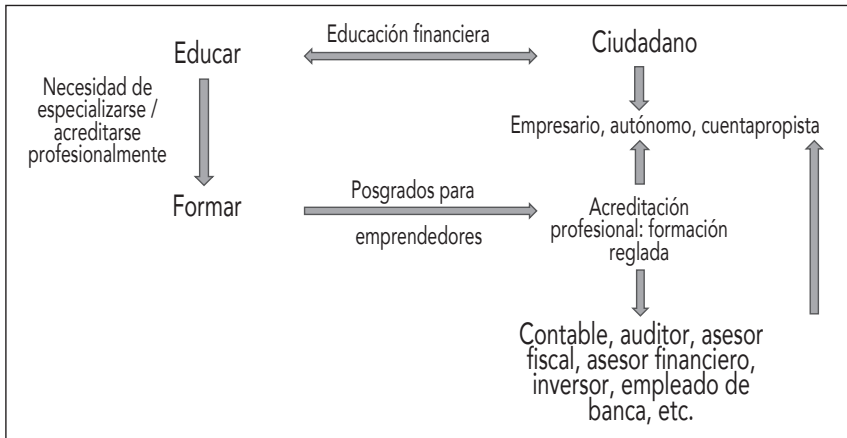 Educación financiera
Educar
Ciudadano
Necesidad de
especializarse /
acreditarse
profesionalmente
Empresario, autónomo, cuentapropista
Formar
Posgrados para
emprendedores
Acreditación
profesional: formación
reglada
Contable, auditor, asesor
fiscal, asesor financiero,
inversor, empleado de
banca, etc.